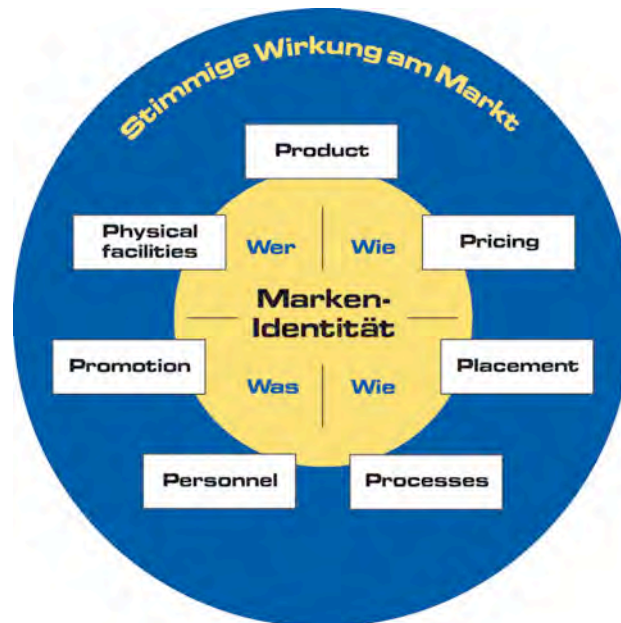 Stimmige Wirkung am Markt
Product
Physical
facilities
Wer
Wie
Pricing
Marken-
Identität
Promotion
Was
Wie
Placement
Personnel
Processes